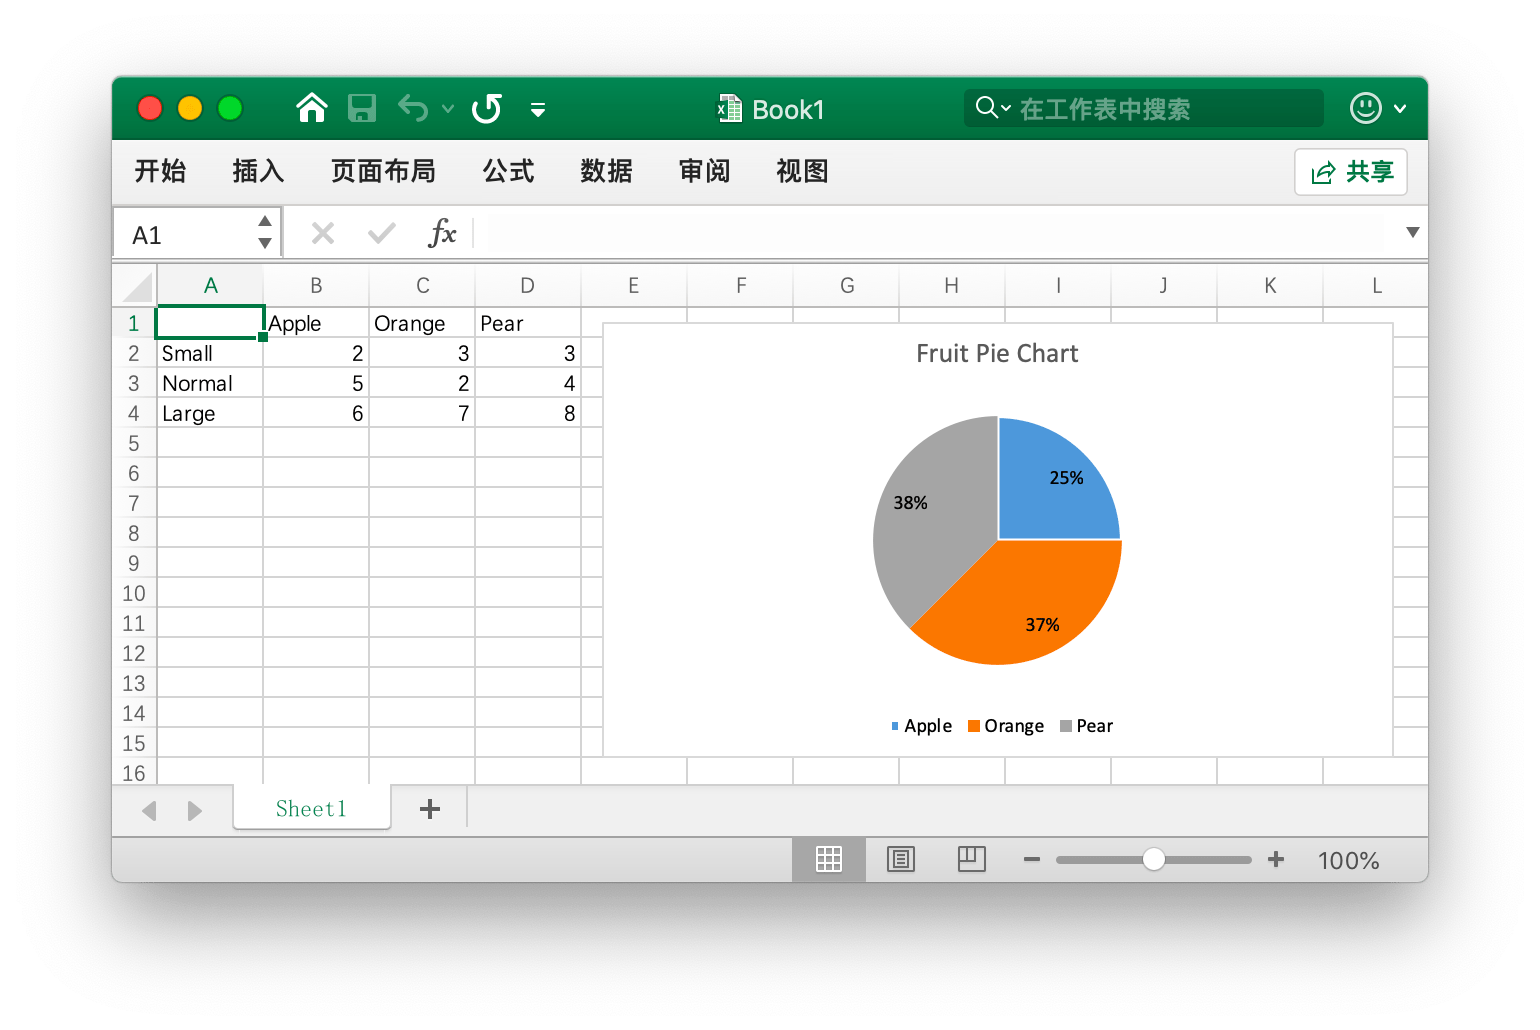 Book1
在工作表中搜索
开始 插入 页面布局 公式 数据 审阅 视图 共享
A1 fx
A B C D E F G H I J K L
1 Apple Orange Pear
2 Small 2 3 3
3 Normal 5 2 4
4 Large 6 7 8
5
6
7
8
9
10
11
12
13
14
15
16
Fruit Pie Chart
25%
38%
37%
Apple Orange Pear
Sheet1
100%